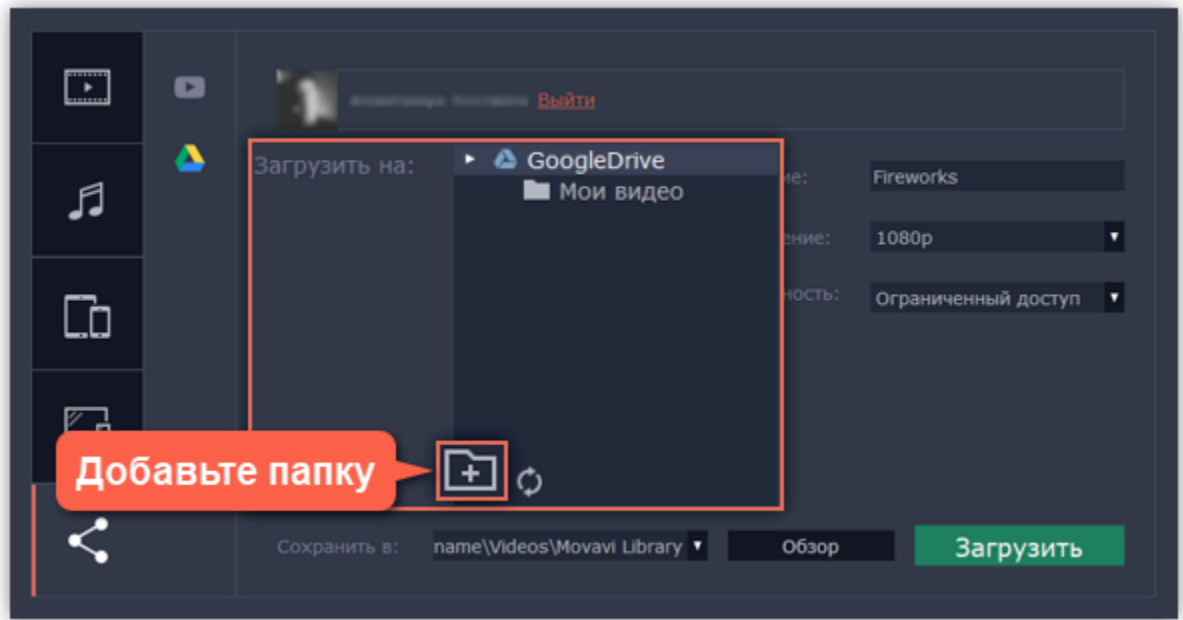 Выйти
Загрузить на:
GoogleDrive
Мои видео
ие:
Fireworks
ение:
1080p
ность:
Ограниченный доступ
Добавьте папку
Сохранить в:
name\Videos\Movavi Library
Обзор
Загрузить